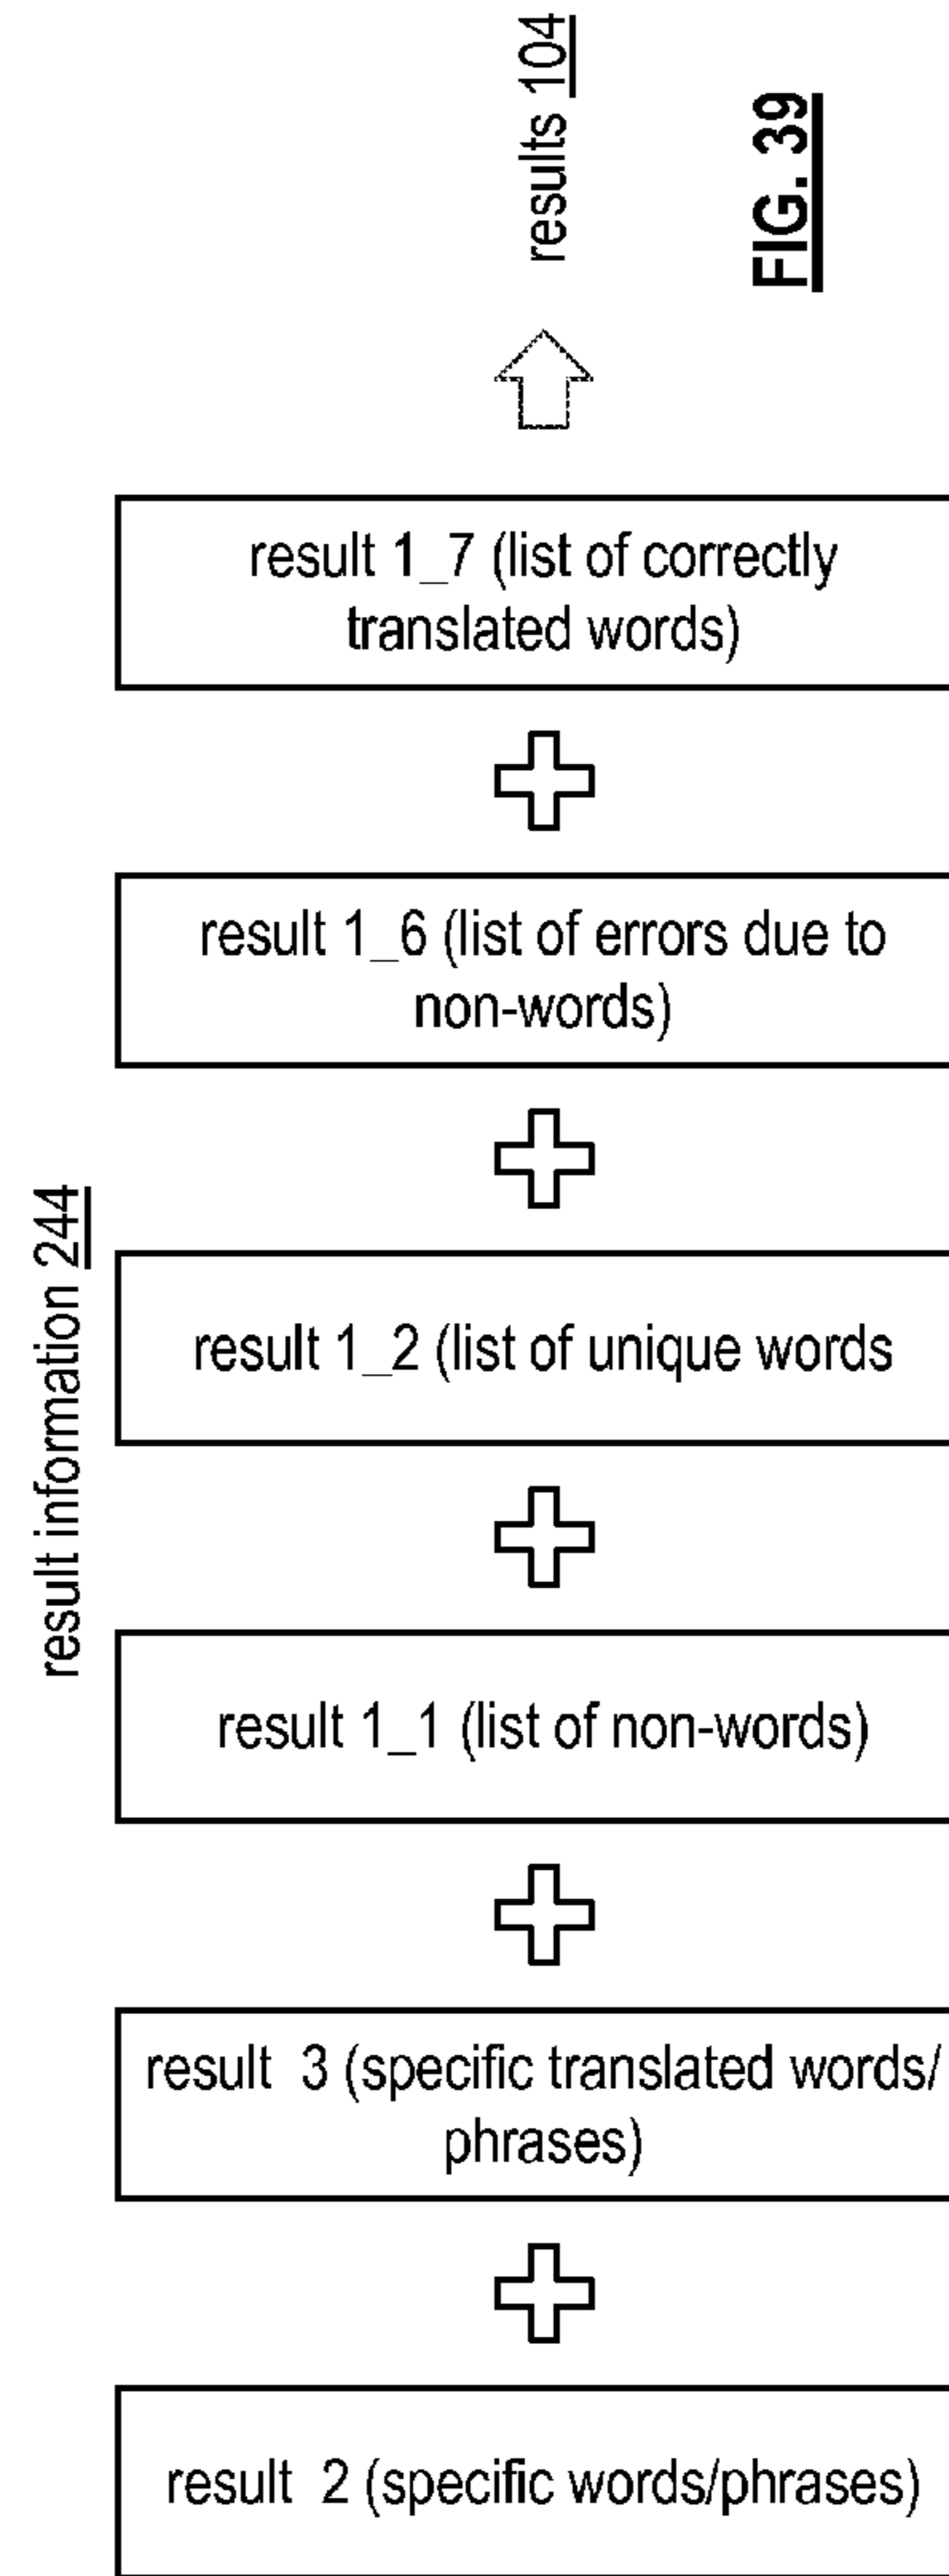 results 104
FIG. 39
result 1_7 (list of correctly
translated words)
result 1_6 (list of errors due to
non-words)
result information 244
result 1_2 (list of unique words
result 1_1 (list of non-words)
result  3 (specific translated words/
phrases)
result  2 (specific words/phrases)